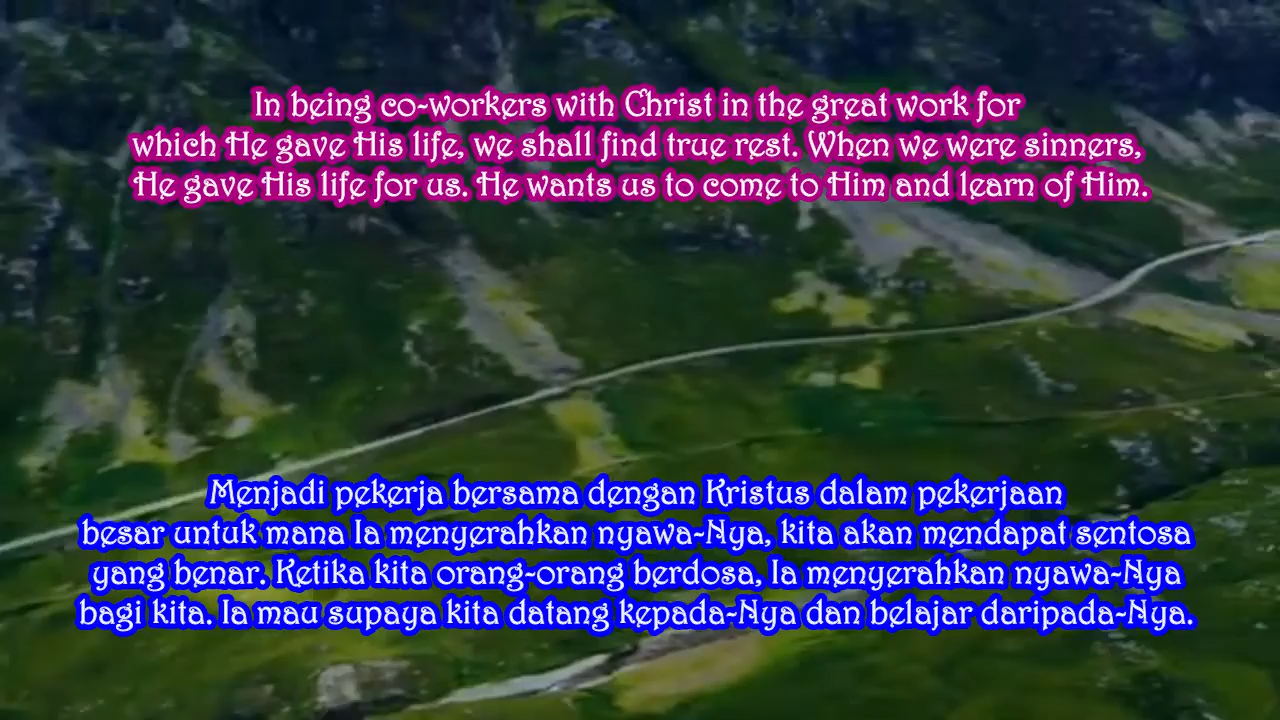 In being co-workers with Christ in the great work for
which He gave His life, we shall find true rest. When we were sinners,
He gave His life for us. He wants us to come to Him and learn of Him.
Menjadi pekerja bersama dengan Kristus dalam pekerjaan
besar untuk mana Ia menyerahkan nyawa-Nya, kita akan mendapat sentosa
yang benar. Ketika kita orang-orang berdosa, Ia menyerahkan nyawa-Nya
bagi kita. Ia mau supaya kita datang kepada-Nya dan belajar daripada-Nya.